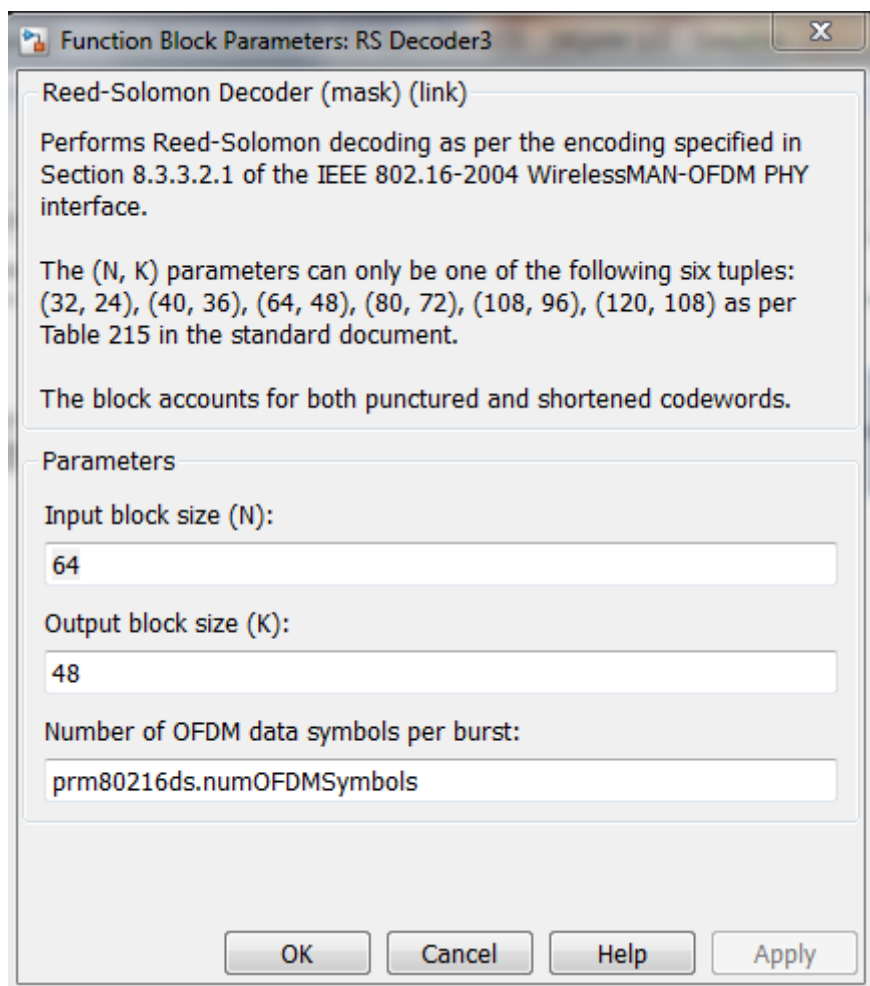 Function Block Parameters: RS Decoder3
Reed-Solomon Decoder (mask) (link)
Performs Reed-Solomon decoding as per the encoding specified in
Section 8.3.3.2.1 of the IEEE 802.16-2004 WirelessMAN-OFDM PHY
interface.
The (N, K) parameters can only be one of the following six tuples:
(32, 24), (40, 36), (64, 48), (80, 72), (108, 96), (120, 108) as per
Table 215 in the standard document.
The block accounts for both punctured and shortened codewords.
Parameters
Input block size (N):
64
Output block size (K):
48
Number of OFDM data symbols per burst:
prm80216ds.numOFDMSymbols
OK Cancel Help Apply